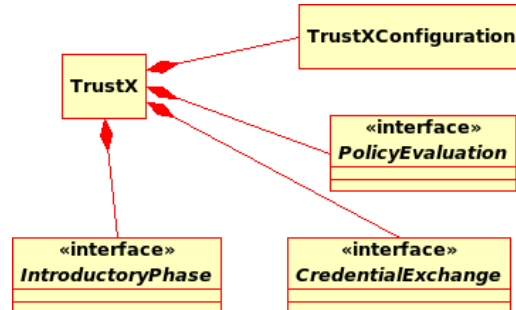 TrustXConfiguration
TrustX
«interface»
PolicyEvaluation
«interface»
IntroductoryPhase
«interface»
CredentialExchange